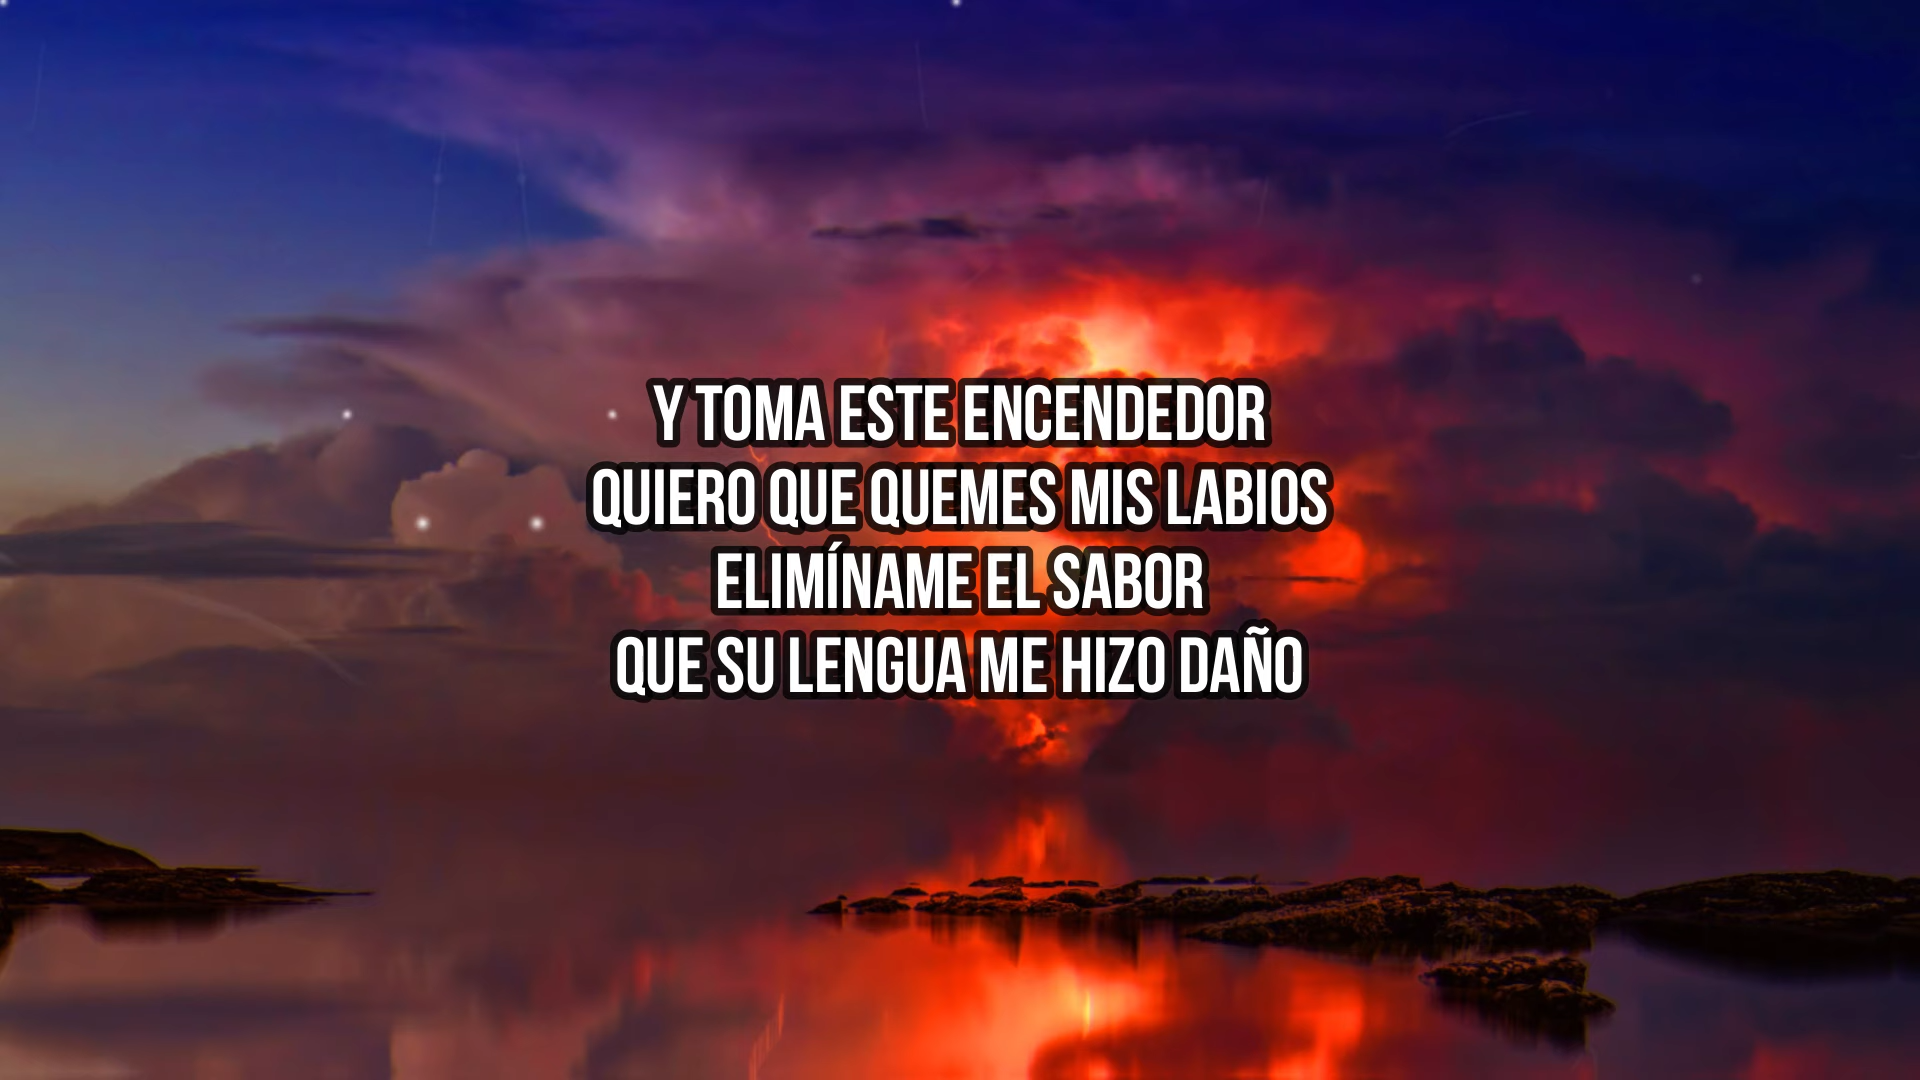 Y TOMA ESTE ENCENDEDOR
QUIERO QUE QUEMES MIS LABIOS
ELIMÍNAME EL SABOR
QUE SU LENGUA ME HIZO DAÑO